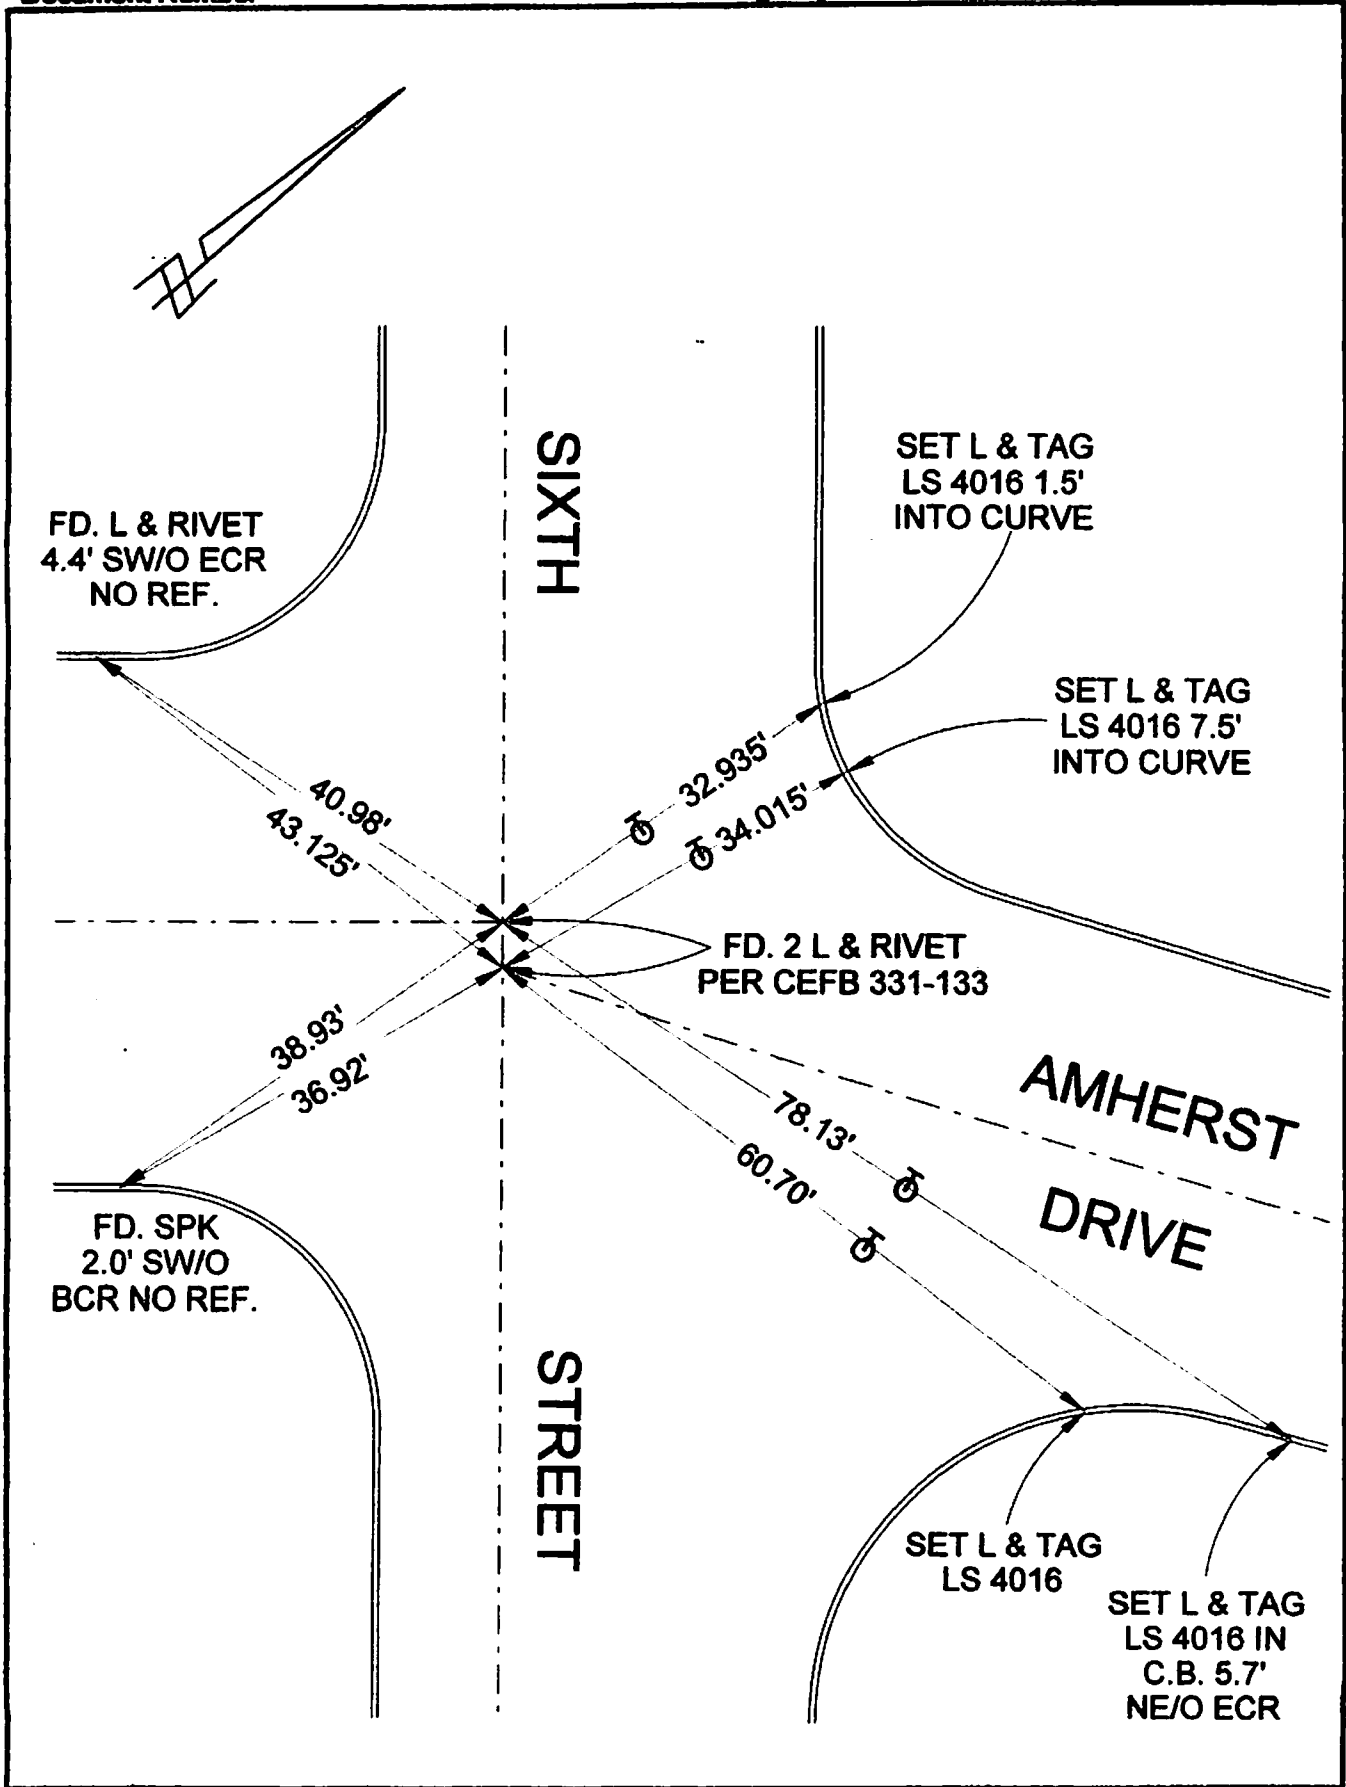 SIXTH
SET L & TAG
LS 4016 1.5'
INTO CURVE
FD. L & RIVET
4.4' SW/O ECR
NO REF.
SET L & TAG
LS 4016 7.5'
INTO CURVE
32.935'
34.015'
40.98'
43.125'
FD. 2 L & RIVET
PER CEFB 331-133
38.93'
36.92'
78.13'
60.70'
AMHERST
DRIVE
FD. SPK
2.0' SW/O
BCR NO REF.
STREET
SET L & TAG
LS 4016
SET L & TAG
LS 4016 IN
C.B. 5.7'
NE/O ECR